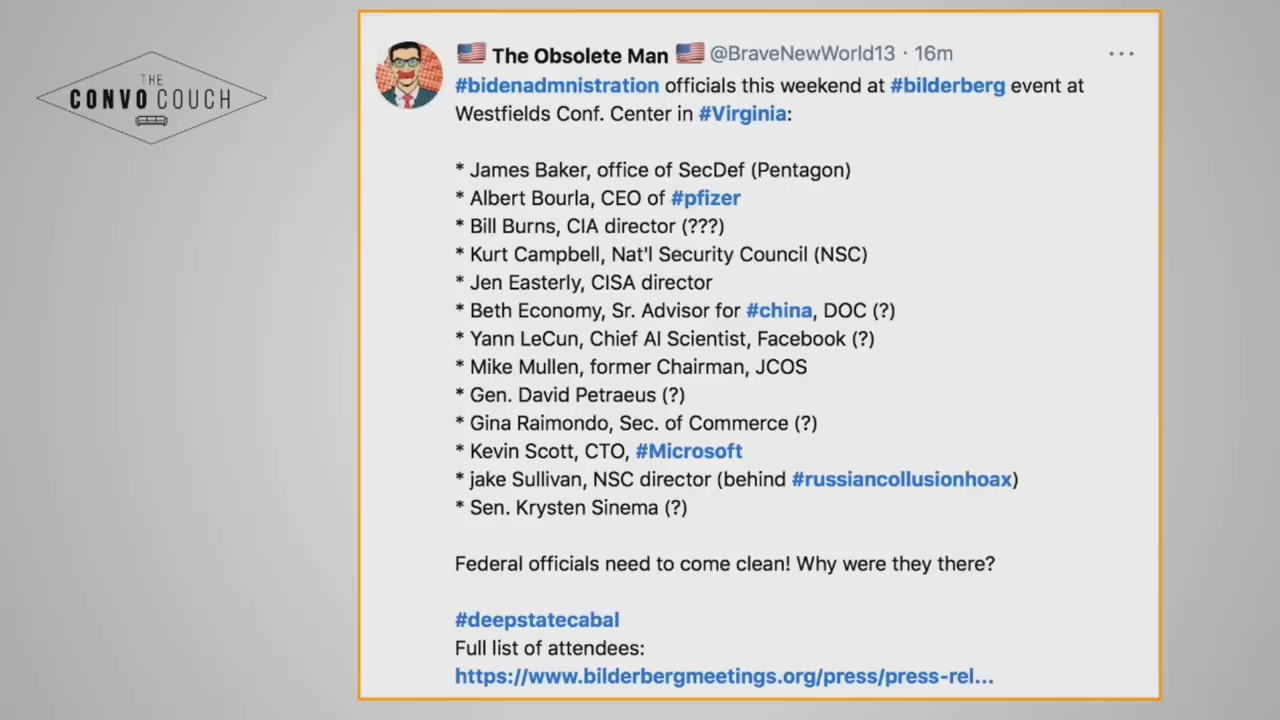 THE
CONVO COUCH
🇺🇸 The Obsolete Man 🇺🇸 @BraveNewWorld13 · 16m
#bidenadmnistration officials this weekend at #bilderberg event at
Westfields Conf. Center in #Virginia:
* James Baker, office of SecDef (Pentagon)
* Albert Bourla, CEO of #pfizer
* Bill Burns, CIA director (???)
* Kurt Campbell, Nat'l Security Council (NSC)
* Jen Easterly, CISA director
* Beth Economy, Sr. Advisor for #china, DOC (?)
* Yann LeCun, Chief AI Scientist, Facebook (?)
* Mike Mullen, former Chairman, JCOS
* Gen. David Petraeus (?)
* Gina Raimondo, Sec. of Commerce (?)
* Kevin Scott, CTO, #Microsoft
* jake Sullivan, NSC director (behind #russiancollusionhoax)
* Sen. Krysten Sinema (?)
Federal officials need to come clean! Why were they there?
#deepstatecabal
Full list of attendees:
https://www.bilderbergmeetings.org/press/press-rel...